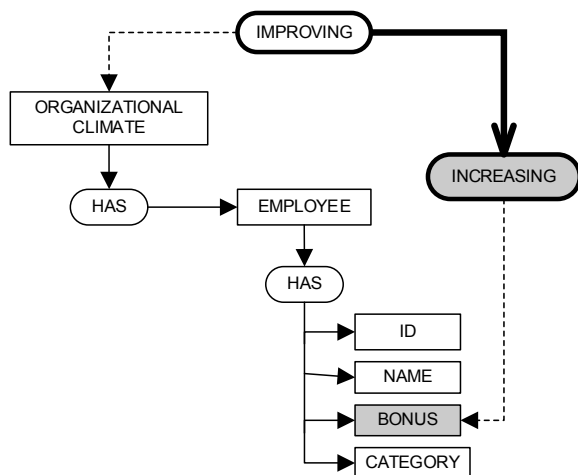 IMPROVING
ORGANIZATIONAL
CLIMATE
INCREASING
HAS
EMPLOYEE
HAS
ID
NAME
BONUS
CATEGORY